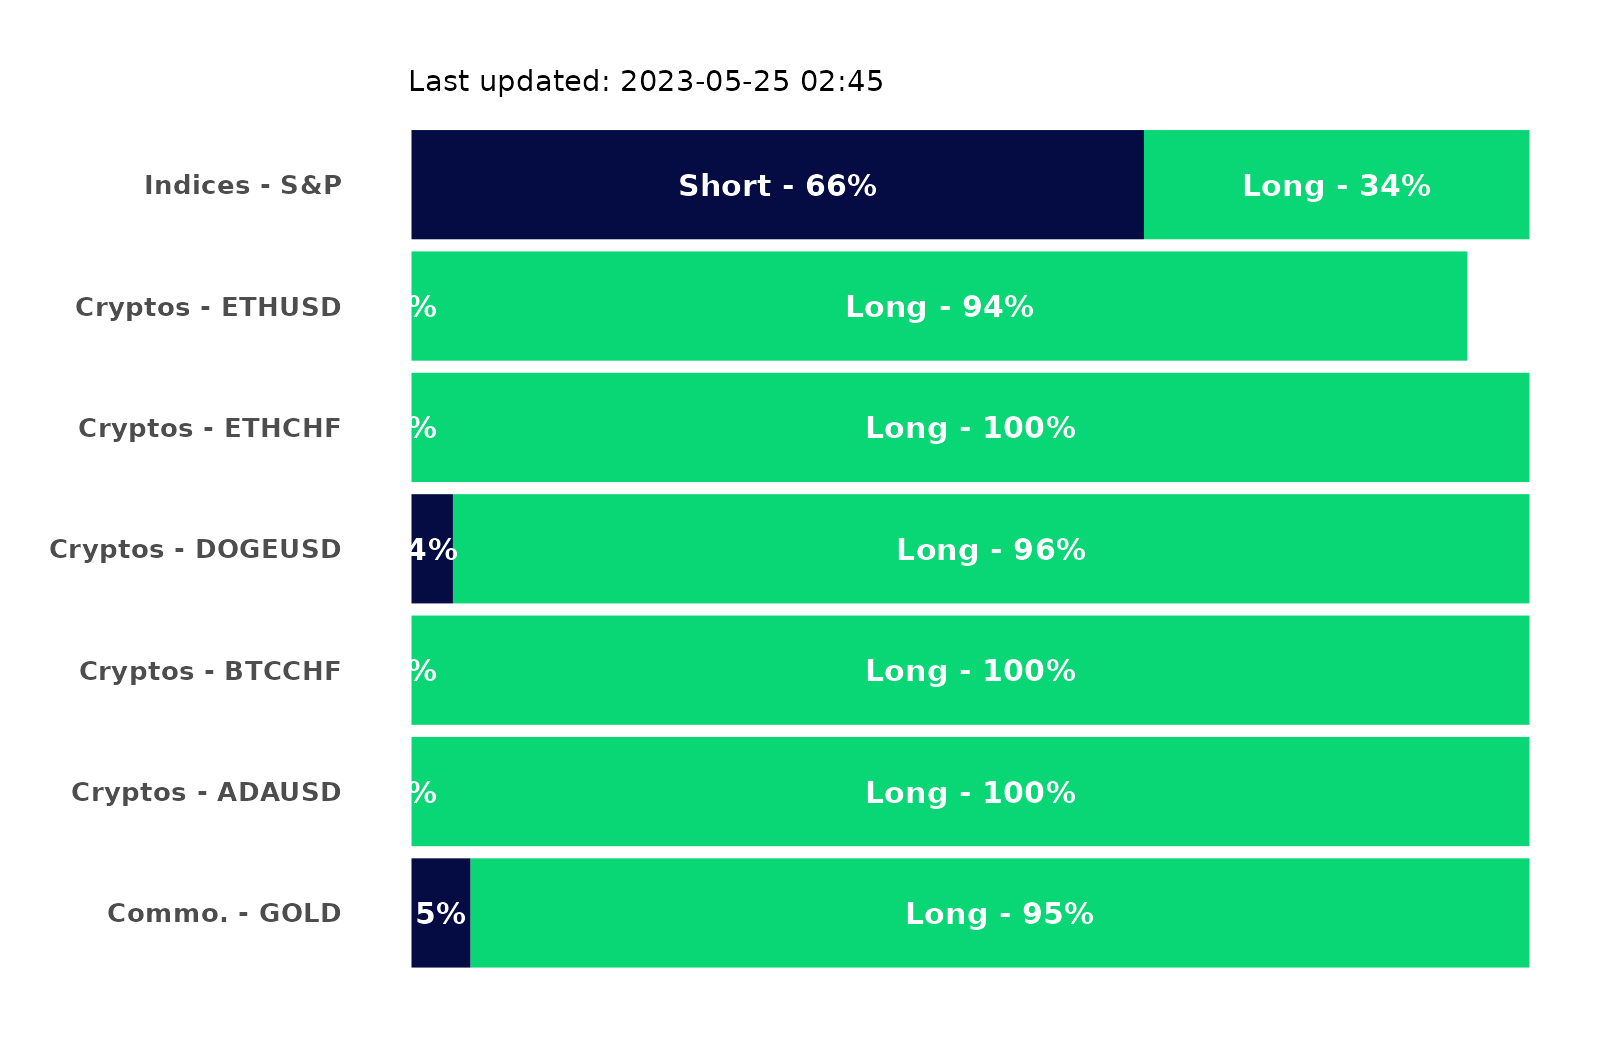 Last updated: 2023-05-25 02:45
Indices - S&P Short - 66% Long - 34%
Cryptos - ETHUSD % Long - 94%
Cryptos - ETHCHF % Long - 100%
Cryptos - DOGEUSD 4% Long - 96%
Cryptos - BTCCHF % Long - 100%
Cryptos - ADAUSD % Long - 100%
Commo. - GOLD 5% Long - 95%